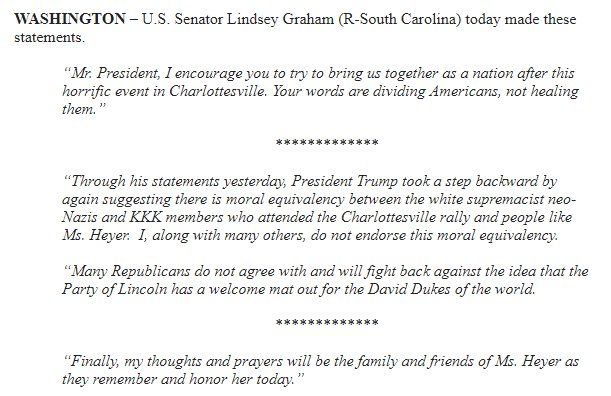 WASHINGTON – U.S. Senator Lindsey Graham (R-South Carolina) today made these
statements.
“Mr. President, I encourage you to try to bring us together as a nation after this
horrific event in Charlottesville. Your words are dividing Americans, not healing
them.”
*************
“Through his statements yesterday, President Trump took a step backward by
again suggesting there is moral equivalency between the white supremacist neo-
Nazis and KKK members who attended the Charlottesville rally and people like
Ms. Heyer. I, along with many others, do not endorse this moral equivalency.
“Many Republicans do not agree with and will fight back against the idea that the
Party of Lincoln has a welcome mat out for the David Dukes of the world.
*************
“Finally, my thoughts and prayers will be the family and friends of Ms. Heyer as
they remember and honor her today.”